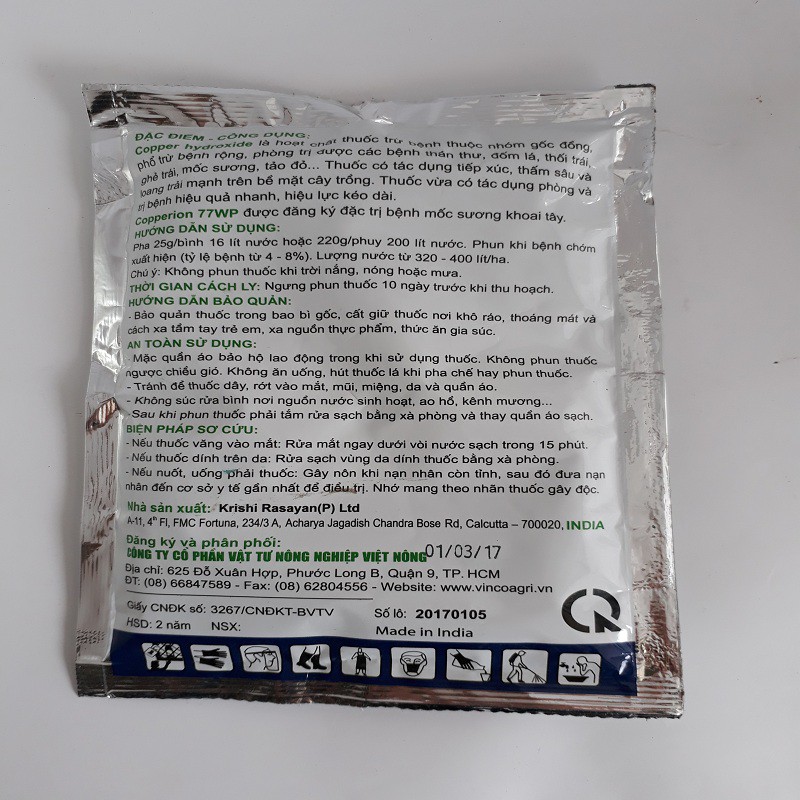 ĐẶC ĐIỂM - CÔNG DỤNG:
Copper hydroxide là hoạt chất thuốc trừ bệnh thuộc nhóm gốc đồng,
phổ trừ bệnh rộng, phòng trị được các bệnh thán thư, đốm lá, thối trái,
ghẻ trái, mốc sương, tảo đỏ... Thuốc có tác dụng tiếp xúc, thấm sâu và
loang trải mạnh trên bề mặt cây trồng. Thuốc vừa có tác dụng phòng và
trị bệnh hiệu quả nhanh, hiệu lực kéo dài.
Copperion 77WP được đăng ký đặc trị bệnh mốc sương khoai tây.
HƯỚNG DẪN SỬ DỤNG:
Pha 25g/bình 16 lít nước hoặc 220g/phuy 200 lít nước. Phun khi bệnh chớm
xuất hiện (tỷ lệ bệnh từ 4 - 8%). Lượng nước từ 320 - 400 lít/ha.
Chú ý: Không phun thuốc khi trời nắng, nóng hoặc mưa.
THỜI GIAN CÁCH LY: Ngưng phun thuốc 10 ngày trước khi thu hoạch.
HƯỚNG DẪN BẢO QUẢN:
- Bảo quản thuốc trong bao bì gốc, cất giữ thuốc nơi khô ráo, thoáng mát và
cách xa tầm tay trẻ em, xa nguồn thực phẩm, thức ăn gia súc.
AN TOÀN SỬ DỤNG:
- Mặc quần áo bảo hộ lao động trong khi sử dụng thuốc. Không phun thuốc
ngược chiều gió. Không ăn uống, hút thuốc lá khi pha chế hay phun thuốc.
- Tránh để thuốc dây, rớt vào mắt, mũi, miệng, da và quần áo.
- Không súc rửa bình nơi nguồn nước sinh hoạt, ao hồ, kênh mương...
- Sau khi phun thuốc phải tắm rửa sạch bằng xà phòng và thay quần áo sạch.
BIỆN PHÁP SƠ CỨU:
- Nếu thuốc văng vào mắt: Rửa mắt ngay dưới vòi nước sạch trong 15 phút.
- Nếu thuốc dính trên da: Rửa sạch vùng da dính thuốc bằng xà phòng.
- Nếu nuốt, uống phải thuốc: Gây nôn khi nạn nhân còn tỉnh, sau đó đưa nạn
nhân đến cơ sở y tế gần nhất để điều trị. Nhớ mang theo nhãn thuốc gây độc.
Nhà sản xuất: Krishi Rasayan(P) Ltd
A-11, 4th Fl, FMC Fortuna, 234/3 A, Acharya Jagadish Chandra Bose Rd, Calcutta – 700020, INDIA
Đăng ký và phân phối:
CÔNG TY CỔ PHẦN VẬT TƯ NÔNG NGHIỆP VIỆT NÔNG 01/03/17
Địa chỉ: 625 Đỗ Xuân Hợp, Phước Long B, Quận 9, TP. HCM
ĐT: (08) 66847589 - Fax: (08) 62804556 - Website: www.vincoagri.vn
Giấy CNĐK số: 3267/CNĐKT-BVTV Số lô: 20170105
HSD: 2 năm NSX: Made in India